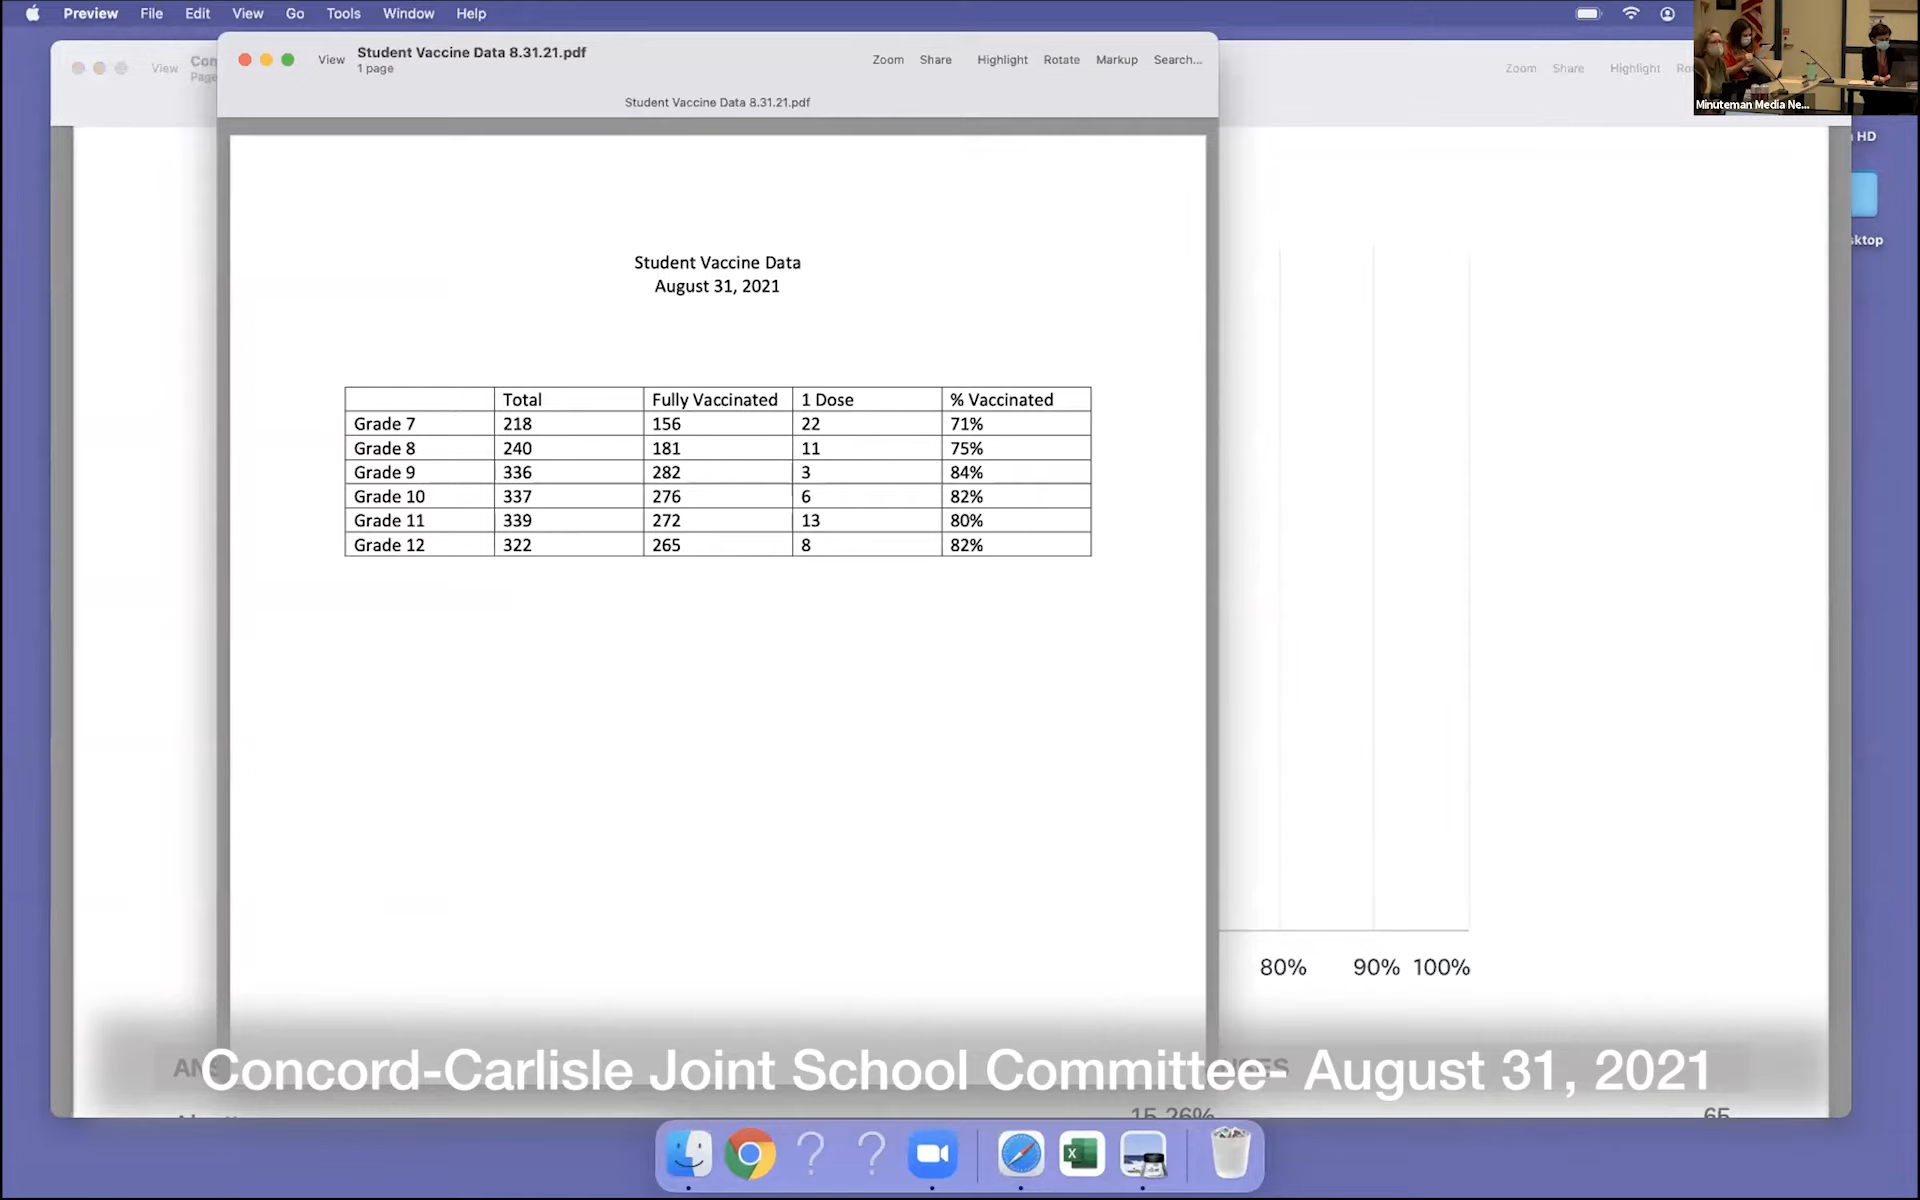 Preview File Edit View Go Tools Window Help
View Student Vaccine Data 8.31.21.pdf Zoom Share Highlight Rotate Markup Search...
1 page
View Zoom Share Highlight
Page
Minuteman Media Ne...
Student Vaccine Data 8.31.21.pdf
HD
Student Vaccine Data
August 31, 2021
Total Fully Vaccinated 1 Dose % Vaccinated
Grade 7 218 156 22 71%
Grade 8 240 181 11 75%
Grade 9 336 282 3 84%
Grade 10 337 276 6 82%
Grade 11 339 272 13 80%
Grade 12 322 265 8 82%
80% 90% 100%
Concord-Carlisle Joint School Committee- August 31, 2021
15.26% 65